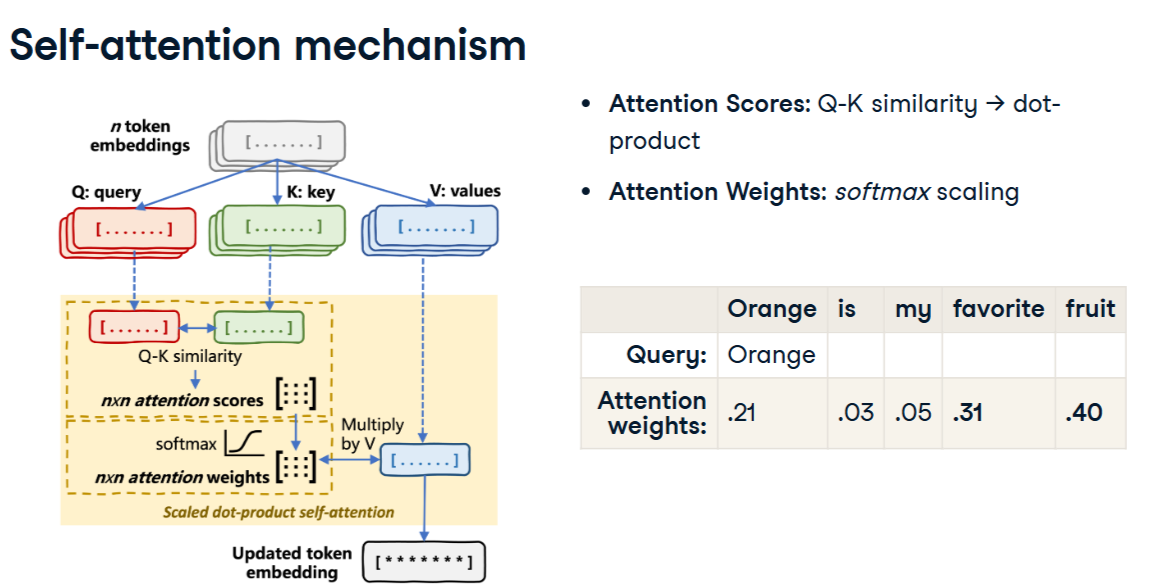 Self-attention mechanism
n token
embeddings
[.......]
Q: query
K: key
V: values
[.......]
[.......]
[.......]
[......]
[......]
Q-K similarity
nxn attention scores
[:::]
softmax
nxn attention weights
[:::]
Multiply
by V
[......]
Scaled dot-product self-attention
Updated token
embedding
[*******]
• Attention Scores: Q-K similarity → dot-
product
• Attention Weights: softmax scaling
Orange is my favorite fruit
Query: Orange
Attention
weights: .21 .03 .05 .31 .40